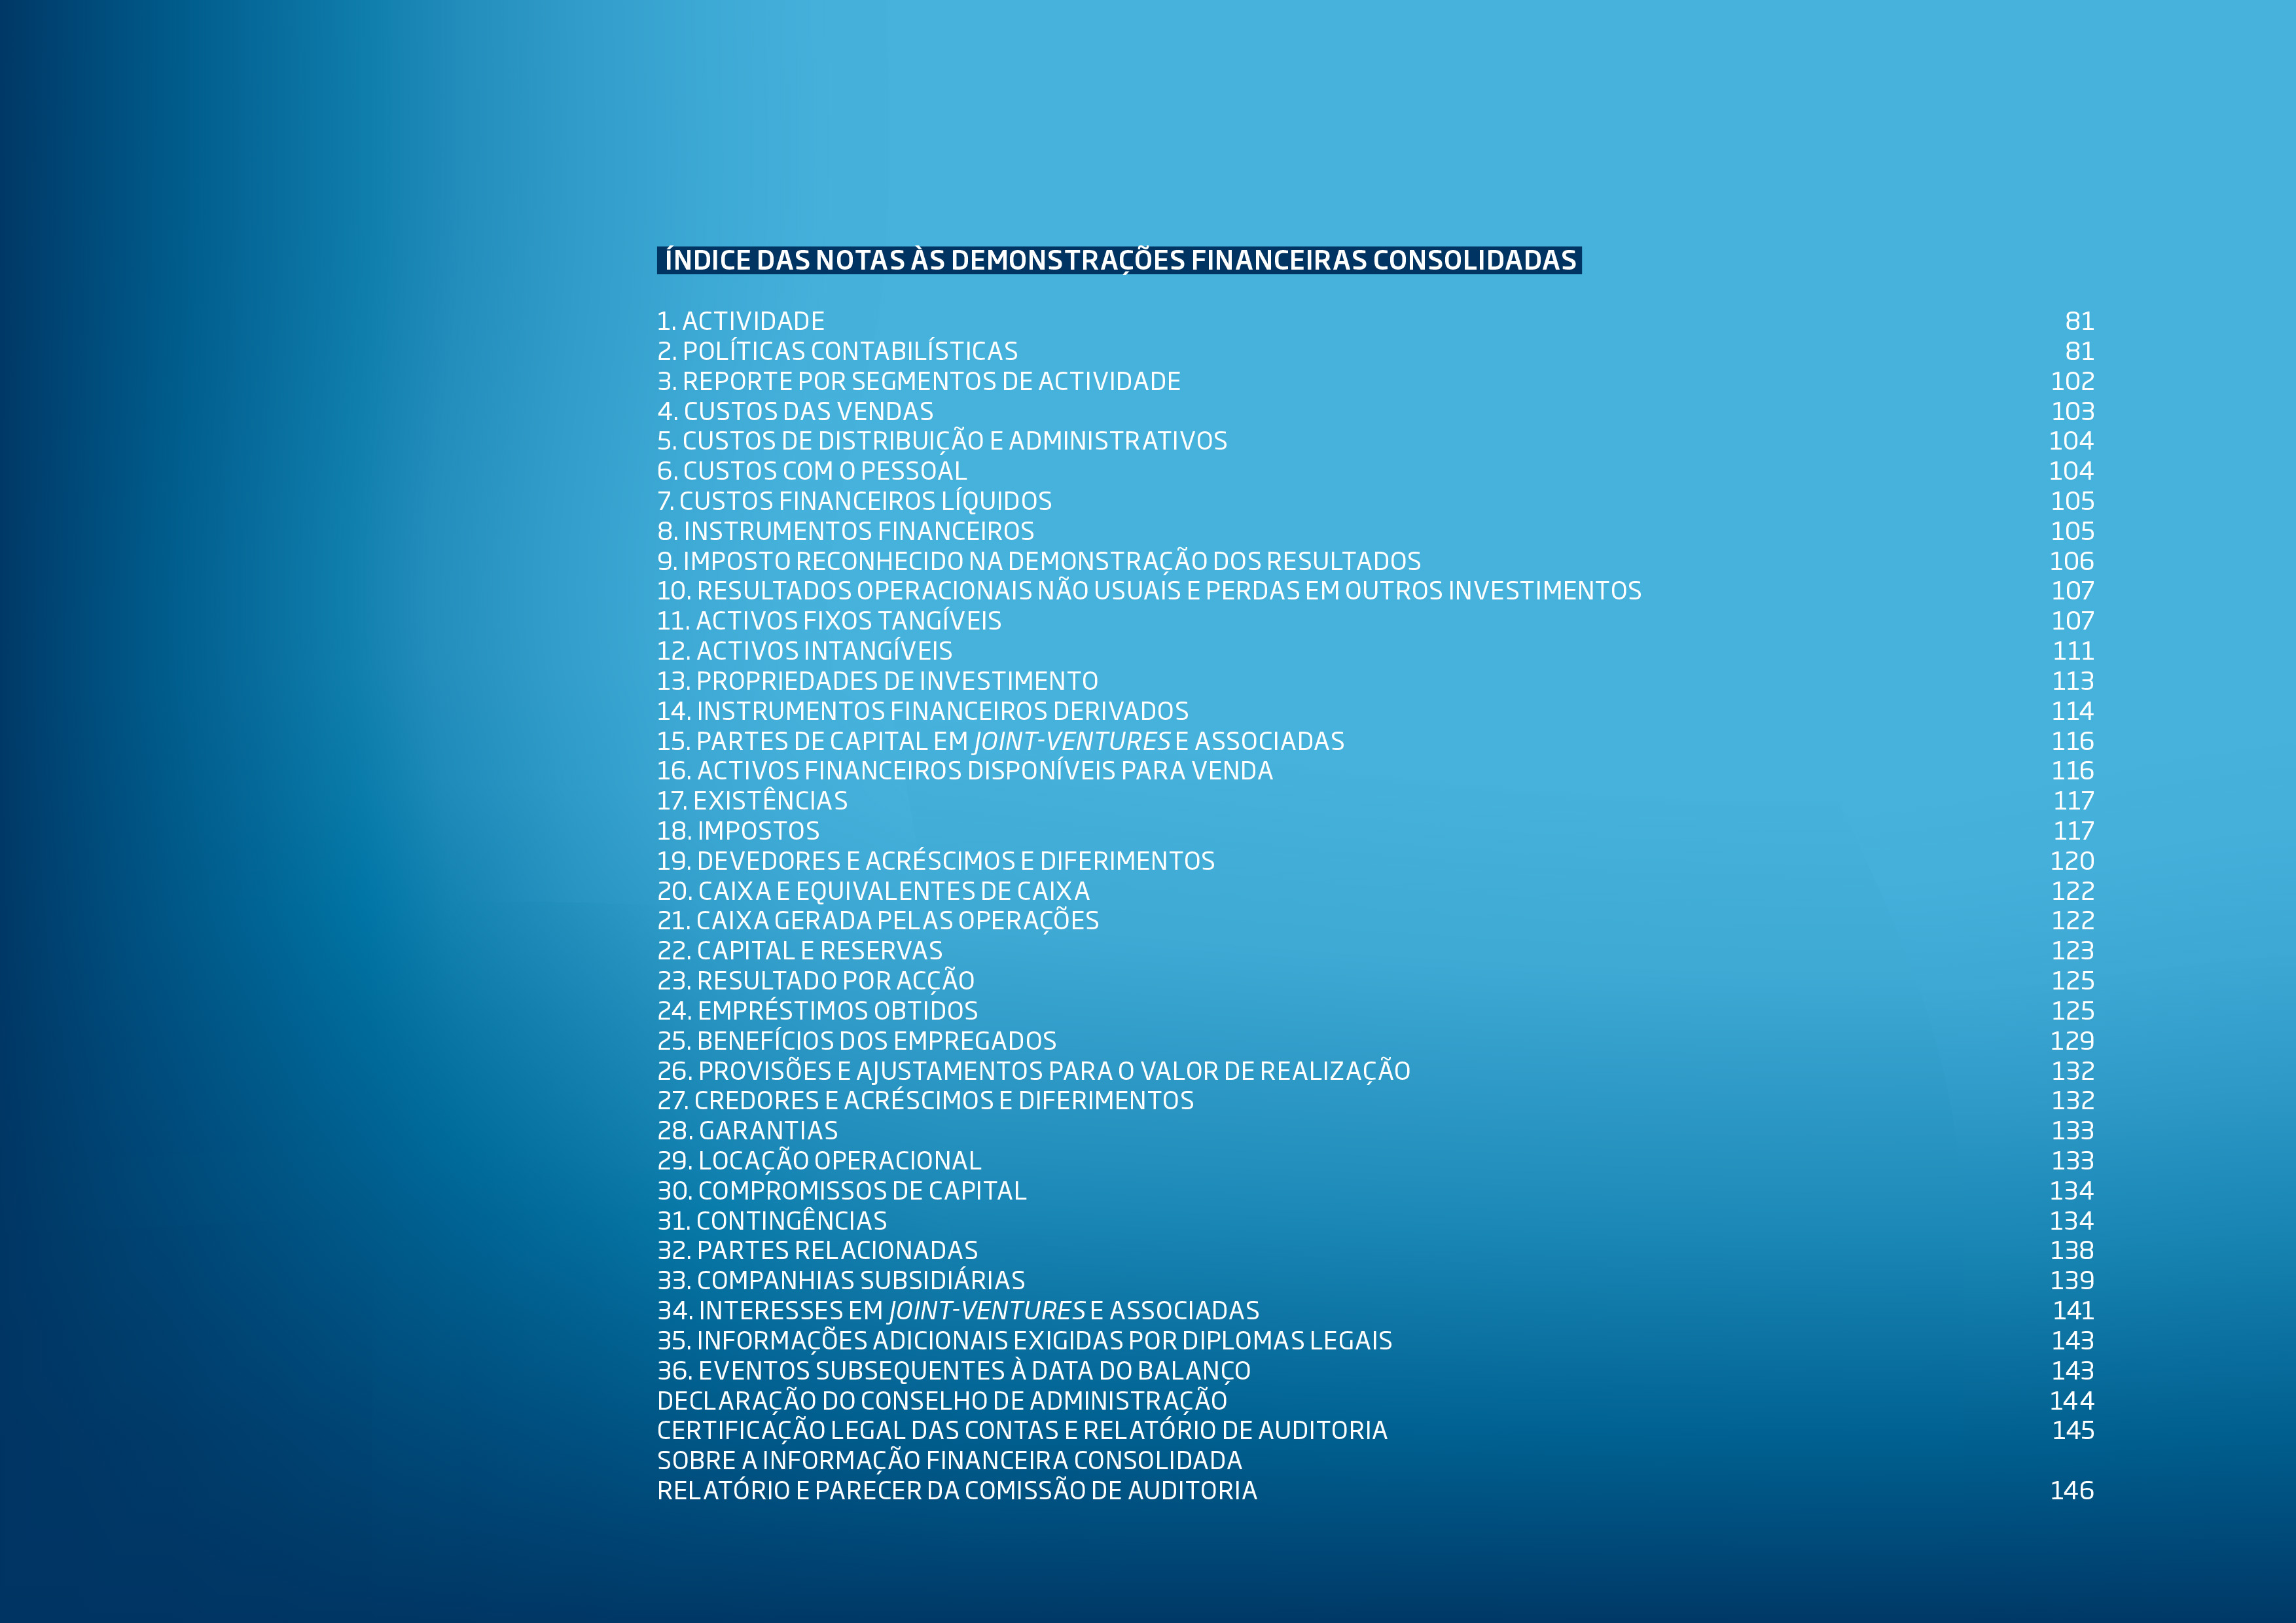 ÍNDICE DAS NOTAS ÀS DEMONSTRAÇÕES FINANCEIRAS CONSOLIDADAS
1. ACTIVIDADE 81
2. POLÍTICAS CONTABILÍSTICAS 81
3. REPORTE POR SEGMENTOS DE ACTIVIDADE 102
4. CUSTOS DAS VENDAS 103
5. CUSTOS DE DISTRIBUIÇÃO E ADMINISTRATIVOS 104
6. CUSTOS COM O PESSOAL 104
7. CUSTOS FINANCEIROS LÍQUIDOS 105
8. INSTRUMENTOS FINANCEIROS 105
9. IMPOSTO RECONHECIDO NA DEMONSTRAÇÃO DOS RESULTADOS 106
10. RESULTADOS OPERACIONAIS NÃO USUAIS E PERDAS EM OUTROS INVESTIMENTOS 107
11. ACTIVOS FIXOS TANGÍVEIS 107
12. ACTIVOS INTANGÍVEIS 111
13. PROPRIEDADES DE INVESTIMENTO 113
14. INSTRUMENTOS FINANCEIROS DERIVADOS 114
15. PARTES DE CAPITAL EM JOINT-VENTURES E ASSOCIADAS 116
16. ACTIVOS FINANCEIROS DISPONÍVEIS PARA VENDA 116
17. EXISTÊNCIAS 117
18. IMPOSTOS 117
19. DEVEDORES E ACRÉSCIMOS E DIFERIMENTOS 120
20. CAIXA E EQUIVALENTES DE CAIXA 122
21. CAIXA GERADA PELAS OPERAÇÕES 122
22. CAPITAL E RESERVAS 123
23. RESULTADO POR ACÇÃO 125
24. EMPRÉSTIMOS OBTIDOS 125
25. BENEFÍCIOS DOS EMPREGADOS 129
26. PROVISÕES E AJUSTAMENTOS PARA O VALOR DE REALIZAÇÃO 132
27. CREDORES E ACRÉSCIMOS E DIFERIMENTOS 132
28. GARANTIAS 133
29. LOCAÇÃO OPERACIONAL 133
30. COMPROMISSOS DE CAPITAL 134
31. CONTINGÊNCIAS 134
32. PARTES RELACIONADAS 138
33. COMPANHIAS SUBSIDIÁRIAS 139
34. INTERESSES EM JOINT-VENTURES E ASSOCIADAS 141
35. INFORMAÇÕES ADICIONAIS EXIGIDAS POR DIPLOMAS LEGAIS 143
36. EVENTOS SUBSEQUENTES À DATA DO BALANÇO 143
DECLARAÇÃO DO CONSELHO DE ADMINISTRAÇÃO 144
CERTIFICAÇÃO LEGAL DAS CONTAS E RELATÓRIO DE AUDITORIA 145
SOBRE A INFORMAÇÃO FINANCEIRA CONSOLIDADA
RELATÓRIO E PARECER DA COMISSÃO DE AUDITORIA 146